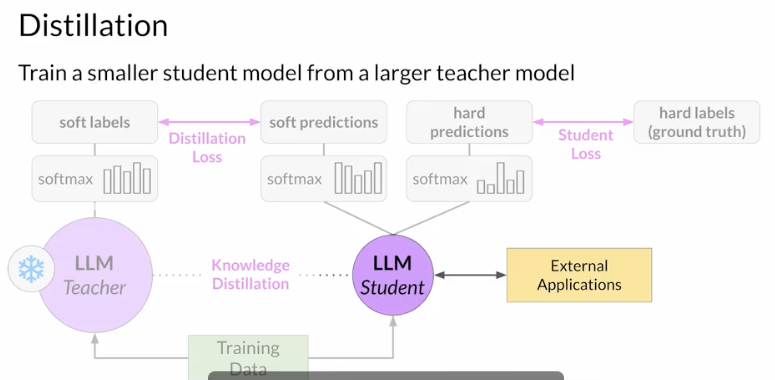 Distillation
Train a smaller student model from a larger teacher model
soft labels
Distillation
Loss
soft predictions
hard
predictions
Student
Loss
hard labels
(ground truth)
softmax
softmax
softmax
LLM
Teacher
Knowledge
Distillation
LLM
Student
External
Applications
Training
Data